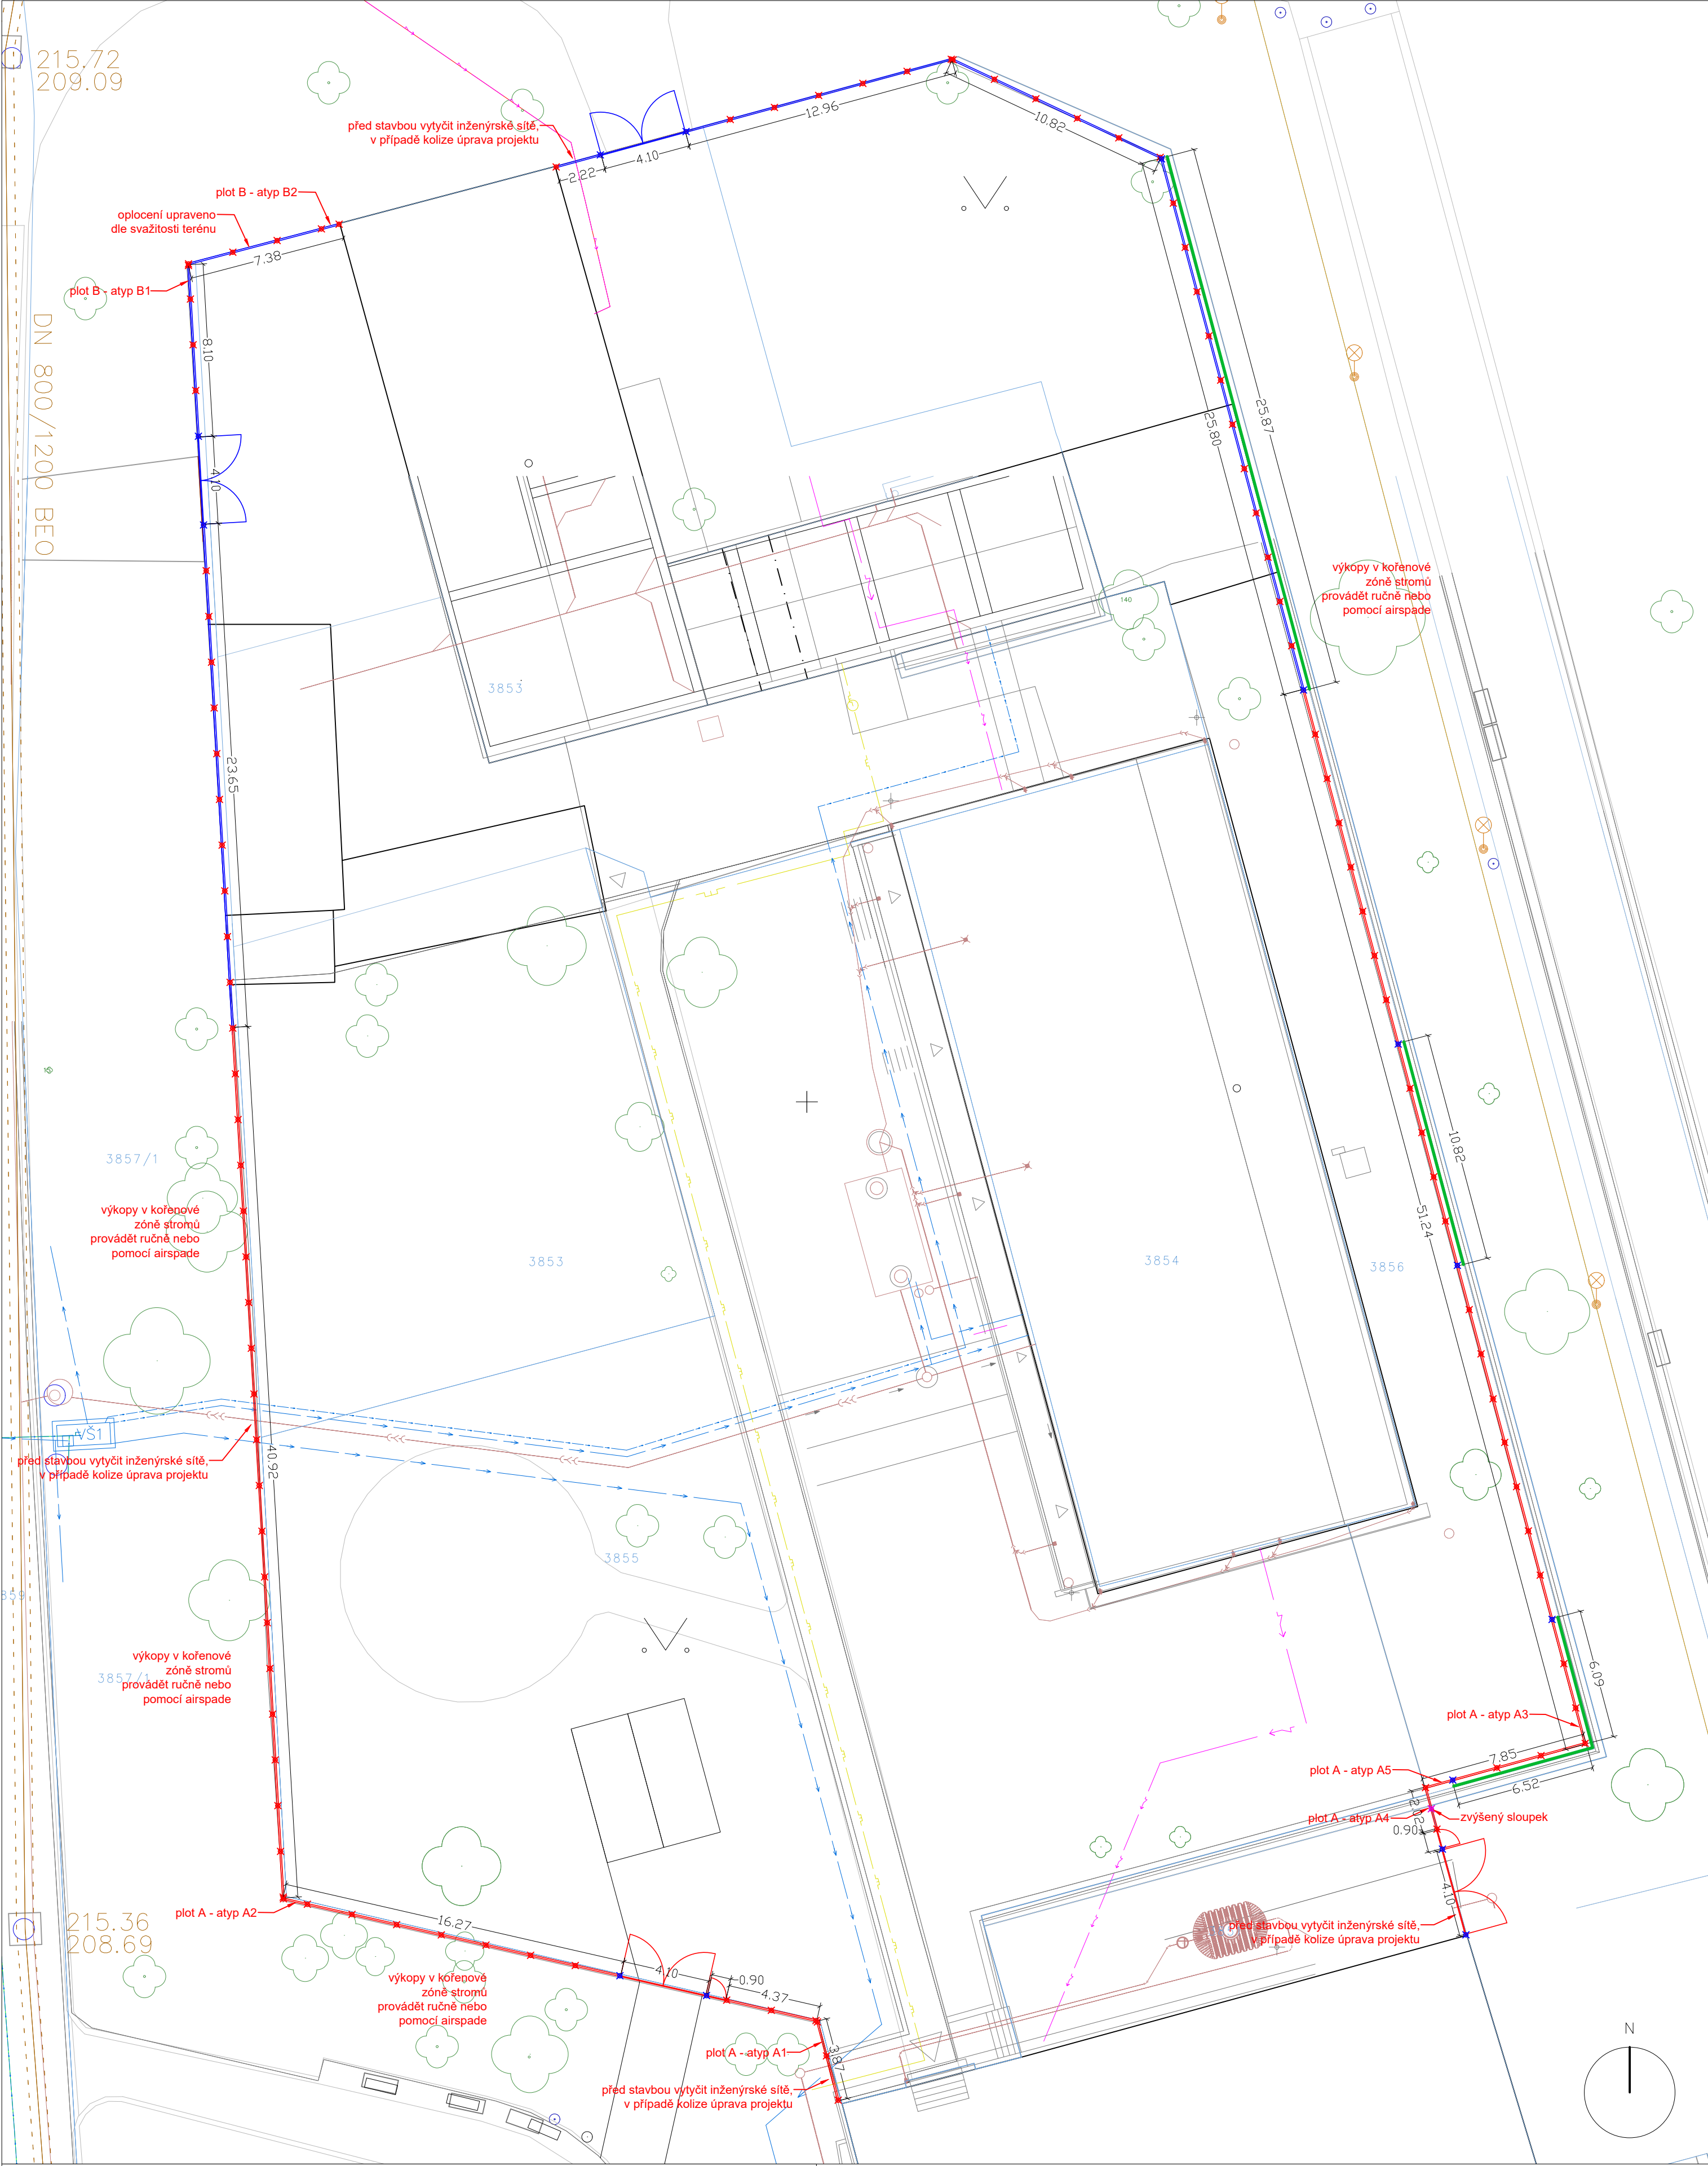 215.72
209.09
12.96
10.82
před stavbou vytyčit inženýrské sítě,
v případě kolize úprava projektu
4.10
2.22
plot B - atyp B2
oplocení upraveno
dle svažitosti terénu
7.38
plot B - atyp B1
DN 800/1200 BEO
8.10
4.10
25.87
25.80
výkopy v kořenové
zóně stromů
provádět ručně nebo
pomocí airspade
140
3853
23.65
3857/1
10.82
výkopy v kořenové
zóně stromů
provádět ručně nebo
pomocí airspade
51.24
3853
3854
3856
VŠ1
před stavbou vytyčit inženýrské sítě,
v případě kolize úprava projektu
40.92
3855
859
výkopy v kořenové
zóně stromů
provádět ručně nebo
pomocí airspade
3857/1
6.09
plot A - atyp A3
7.85
plot A - atyp A5
6.52
plot A - atyp A4
zvýšený sloupek
0.90
4.10
plot A - atyp A2
16.27
215.36
208.69
před stavbou vytyčit inženýrské sítě,
v případě kolize úprava projektu
4.10
0.90
4.37
výkopy v kořenové
zóně stromů
provádět ručně nebo
pomocí airspade
plot A - atyp A1
3.87
před stavbou vytyčit inženýrské sítě,
v případě kolize úprava projektu
N